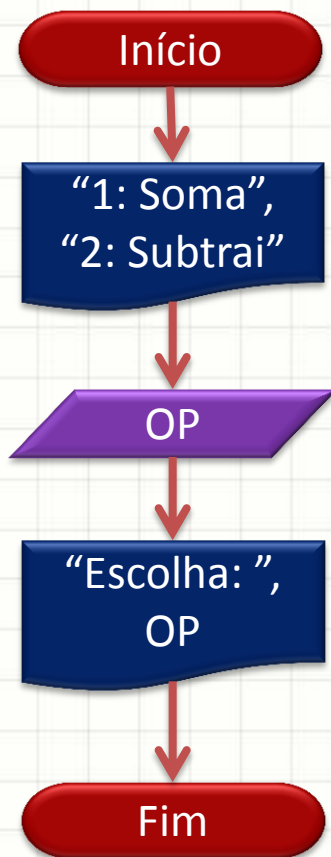 Início
“1: Soma”,
“2: Subtrai”
OP
“Escolha: ”,
OP
Fim